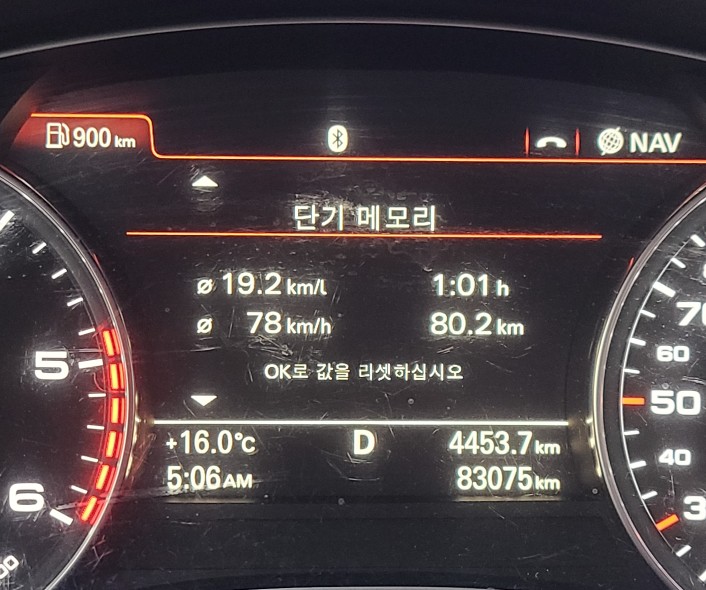 900 km NAV
단기 메모리
ø 19.2 km/l 1:01 h
ø 78 km/h 80.2 km
OK로 값을 리셋하십시오
+16.0°C D 4453.7 km
5:06 AM 83075 km
5
6
60
50
40